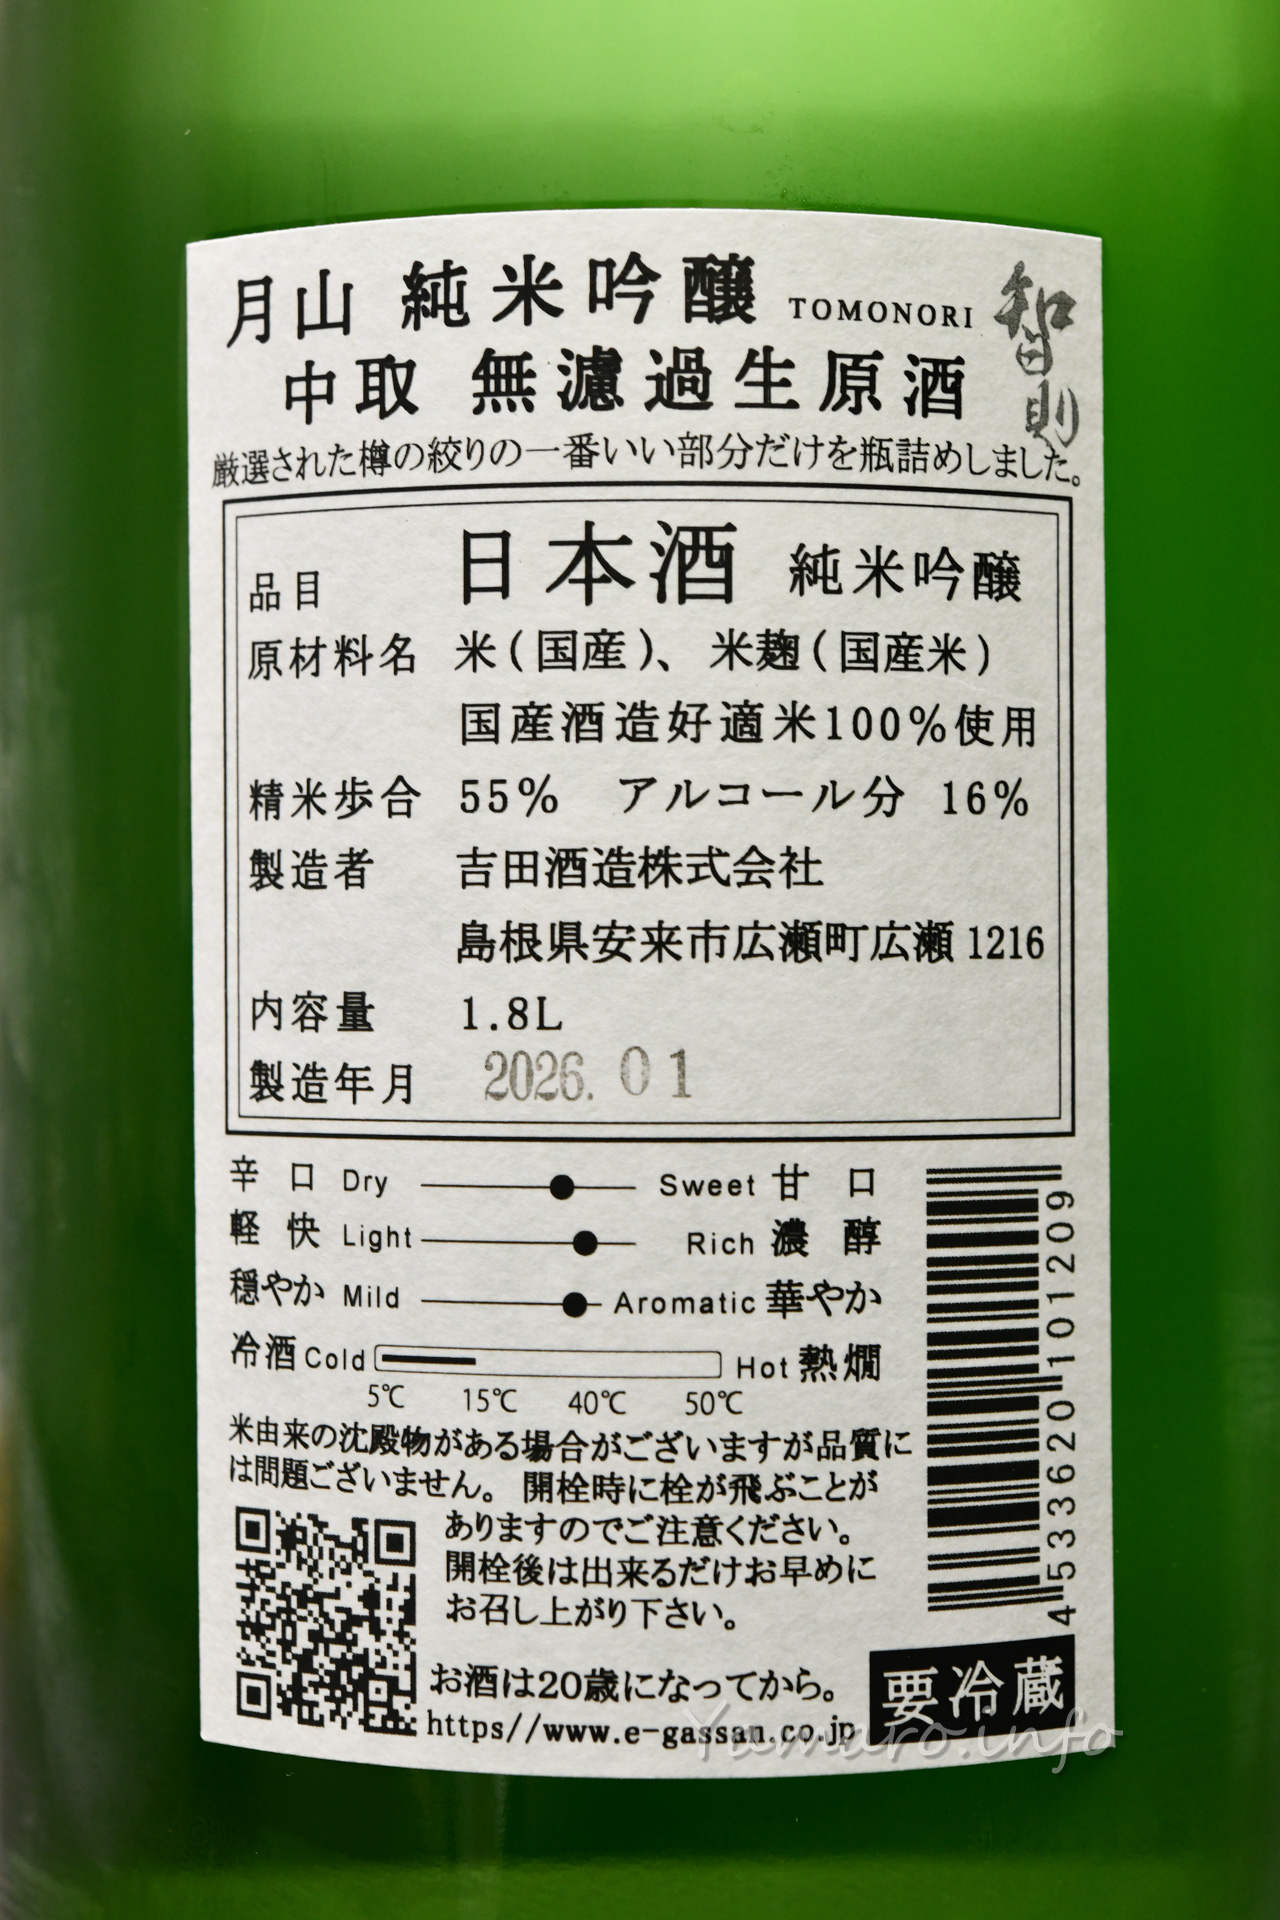 月山 純米吟醸 TOMONORI 智則
中取 無濾過生原酒
厳選された樽の絞りの一番いい部分だけを瓶詰めしました。
品目 日本酒 純米吟醸
原材料名 米(国産)、米麹(国産米)
国産酒造好適米100%使用
精米歩合 55% アルコール分 16%
製造者 吉田酒造株式会社
島根県安来市広瀬町広瀬1216
内容量 1.8L
製造年月 2026.01
辛口 Dry Sweet 甘口
軽快 Light Rich 濃醇
穏やか Mild Aromatic 華やか
冷酒 Cold Hot 熱燗
5℃ 15℃ 40℃ 50℃
米由来の沈殿物がある場合がございますが品質に
は問題ございません。開栓時に栓が飛ぶことが
ありますのでご注意ください。
開栓後は出来るだけお早めに
お召し上がり下さい。
お酒は20歳になってから。
https//www.e-gassan.co.jp
要冷蔵
4533620101209
Yumaro.info